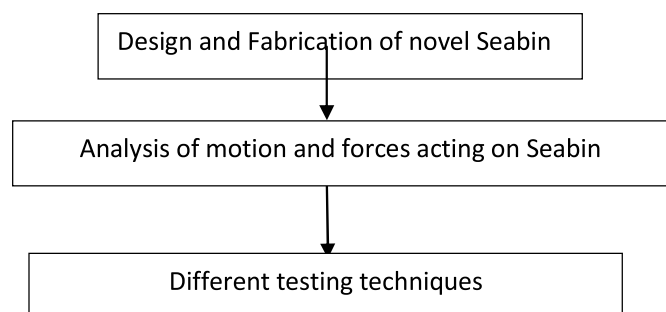 Design and Fabrication of novel Seabin
Analysis of motion and forces acting on Seabin
Different testing techniques